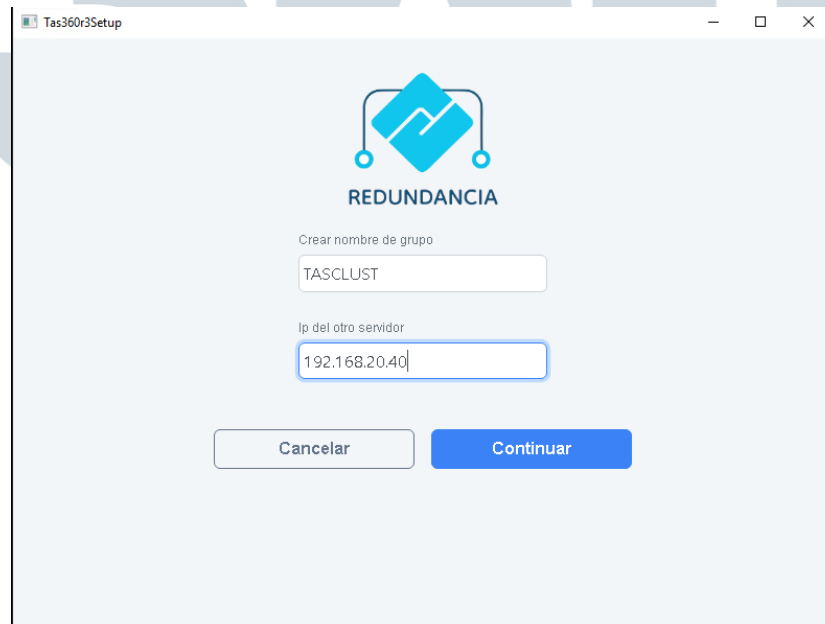 Tas360r3Setup
REDUNDANCIA
Crear nombre de grupo
TASCLUST
Ip del otro servidor
192.168.20.40
Cancelar
Continuar